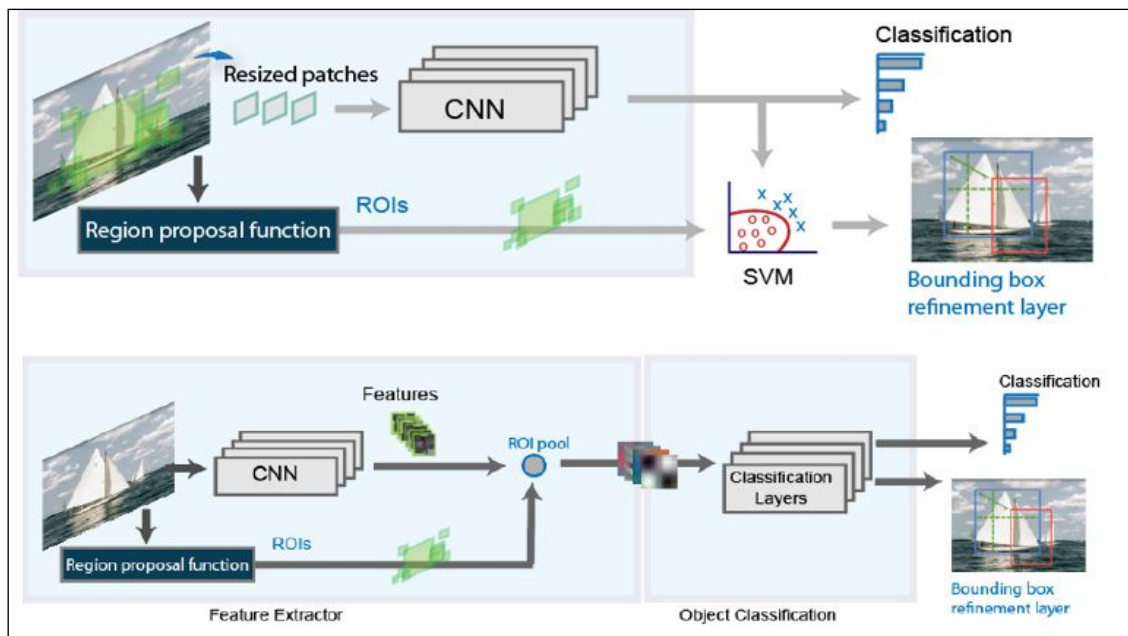 Classification
Resized patches
CNN
ROIs
Region proposal function
SVM
Bounding box
refinement layer
Features
Classification
ROI pool
CNN
Classification
Layers
ROIs
Region proposal function
Bounding box
refinement layer
Feature Extractor
Object Classification